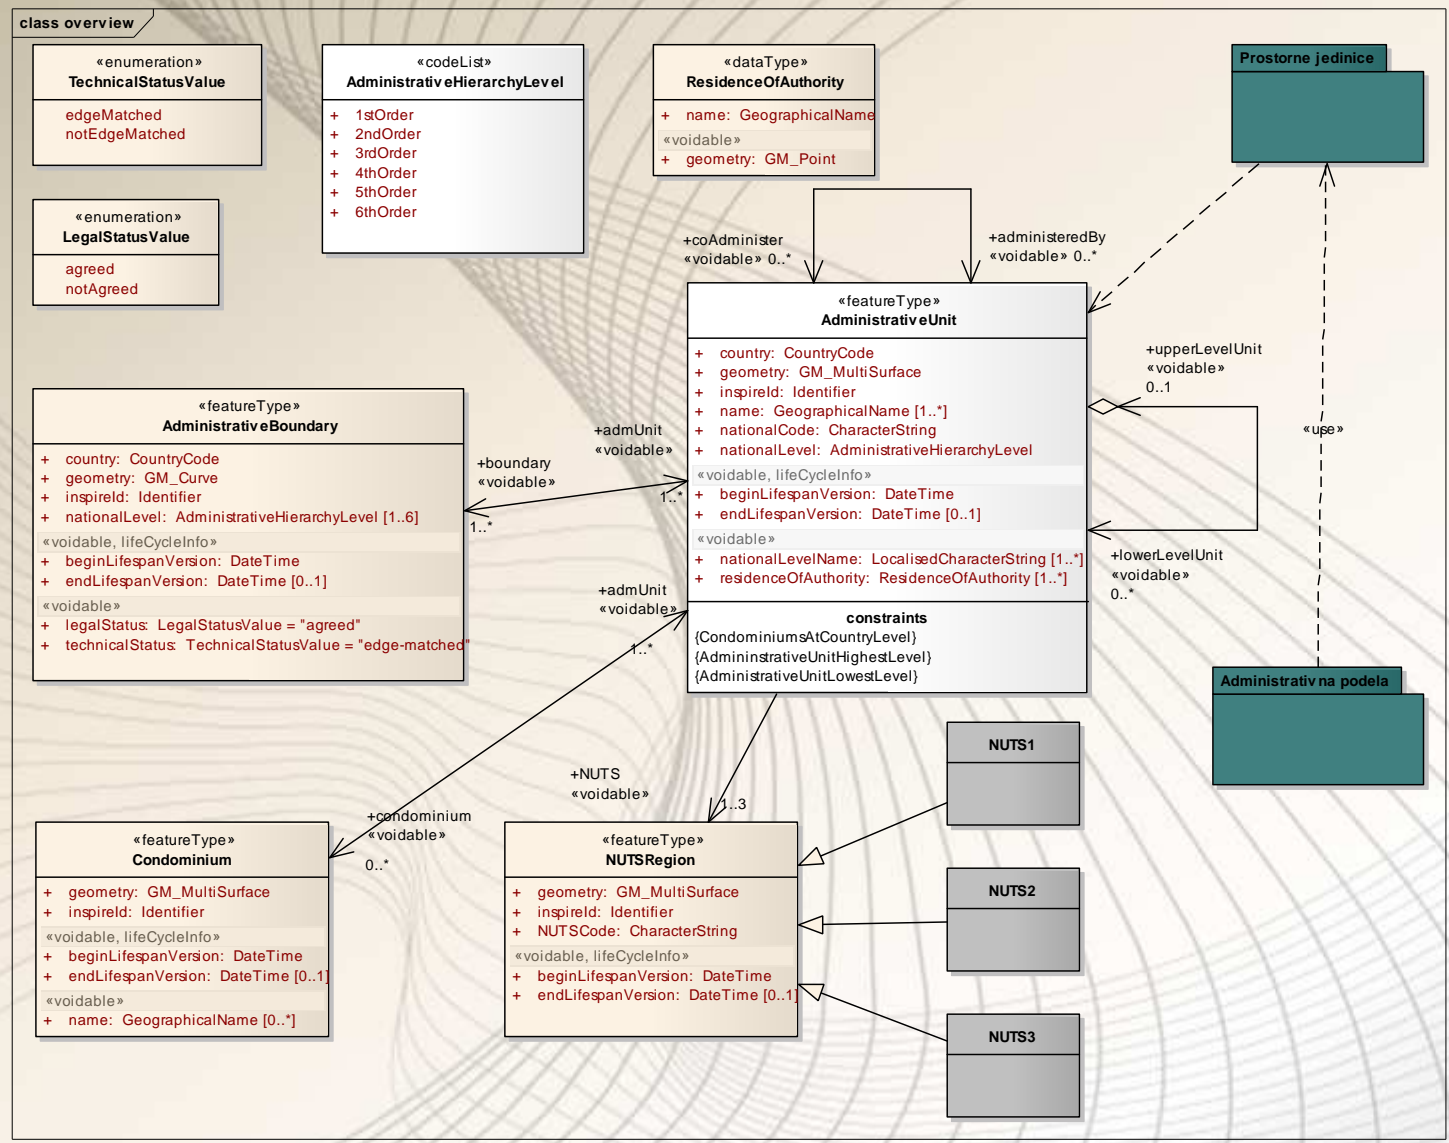 class overview
«enumeration»
TechnicalStatusValue
edgeMatched
notEdgeMatched
«codeList»
AdministrativeHierarchyLevel
+ 1stOrder
+ 2ndOrder
+ 3rdOrder
+ 4thOrder
+ 5thOrder
+ 6thOrder
«dataType»
ResidenceOfAuthority
+ name: GeographicalName
«voidable»
+ geometry: GM_Point
Prostorne jedinice
«enumeration»
LegalStatusValue
agreed
notAgreed
+coAdminister
«voidable» 0..*
+administeredBy
«voidable» 0..*
«featureType»
AdministrativeUnit
+ country: CountryCode
+ geometry: GM_MultiSurface
+ inspireId: Identifier
+ name: GeographicalName [1..*]
+ nationalCode: CharacterString
+ nationalLevel: AdministrativeHierarchyLevel
«voidable, lifeCycleInfo»
+ beginLifespanVersion: DateTime
+ endLifespanVersion: DateTime [0..1]
«voidable»
+ nationalLevelName: LocalisedCharacterString [1..*]
+ residenceOfAuthority: ResidenceOfAuthority [1..*]
constraints
{CondominiumsAtCountryLevel}
{AdmininstrativeUnitHighestLevel}
{AdministrativeUnitLowestLevel}
+upperLevelUnit
«voidable»
0..1
«use»
+lowerLevelUnit
«voidable»
0..*
«featureType»
AdministrativeBoundary
+ country: CountryCode
+ geometry: GM_Curve
+ inspireId: Identifier
+ nationalLevel: AdministrativeHierarchyLevel [1..6]
«voidable, lifeCycleInfo»
+ beginLifespanVersion: DateTime
+ endLifespanVersion: DateTime [0..1]
«voidable»
+ legalStatus: LegalStatusValue = "agreed"
+ technicalStatus: TechnicalStatusValue = "edge-matched"
+admUnit
«voidable»
1..*
+boundary
«voidable»
1..*
+admUnit
«voidable»
1..*
Administrativna podela
+NUTS
«voidable»
1..3
+condominium
«voidable»
0..*
«featureType»
Condominium
+ geometry: GM_MultiSurface
+ inspireId: Identifier
«voidable, lifeCycleInfo»
+ beginLifespanVersion: DateTime
+ endLifespanVersion: DateTime [0..1]
«voidable»
+ name: GeographicalName [0..*]
«featureType»
NUTSRegion
+ geometry: GM_MultiSurface
+ inspireId: Identifier
+ NUTSCode: CharacterString
«voidable, lifeCycleInfo»
+ beginLifespanVersion: DateTime
+ endLifespanVersion: DateTime [0..1]
NUTS1
NUTS2
NUTS3